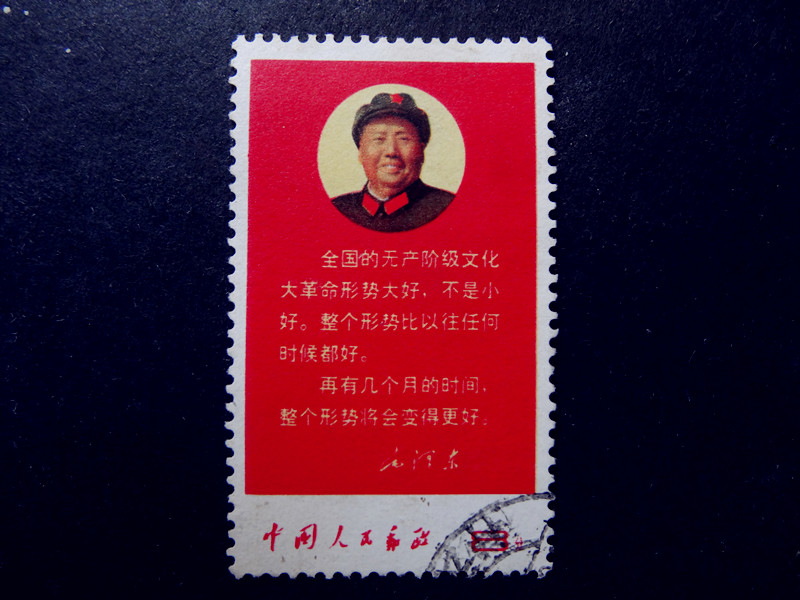 全国的无产阶级文化
大革命形势大好，不是小
好。整个形势比以往任何
时候都好。
再有几个月的时间，
整个形势将会变得更好。
毛泽东
中国人民邮政
8